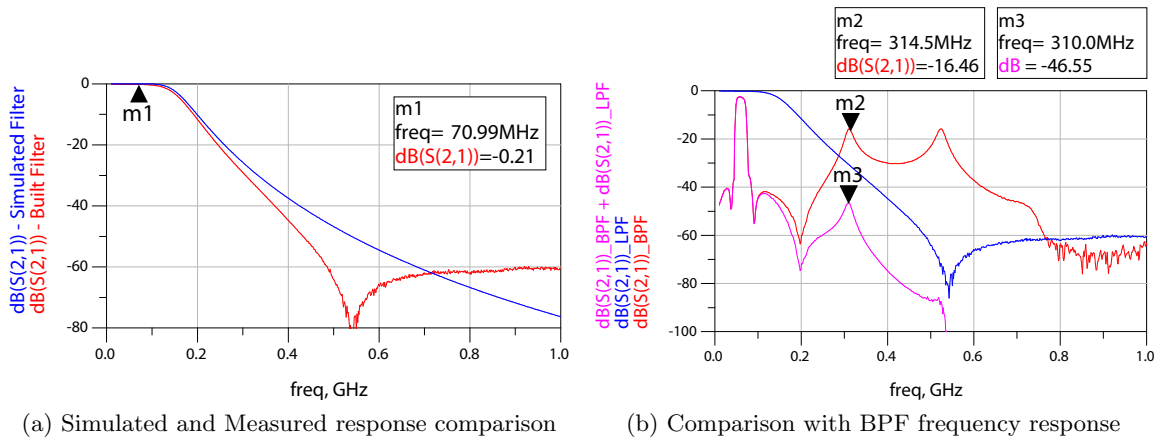 dB(S(2,1)) - Simulated Filter
dB(S(2,1)) - Built Filter
0
-20
-40
-60
-80
m1
m1
freq= 70.99MHz
dB(S(2,1))=-0.21
0.0 0.2 0.4 0.6 0.8 1.0
freq, GHz
(a) Simulated and Measured response comparison
m2
freq= 314.5MHz
dB(S(2,1))=-16.46
m3
freq= 310.0MHz
dB = -46.55
dB(S(2,1))_BPF + dB(S(2,1))_LPF
dB(S(2,1))_LPF
dB(S(2,1))_BPF
0
-20
-40
-60
-80
-100
m2
m3
0.0 0.2 0.4 0.6 0.8 1.0
freq, GHz
(b) Comparison with BPF frequency response